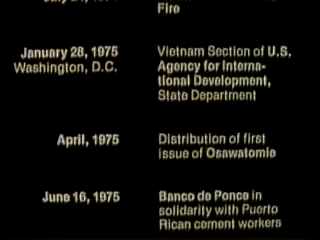 Fire
January 28, 1975
Washington, D.C.
Vietnam Section of U.S.
Agency for Interna-
tional Development,
State Department
April, 1975
Distribution of first
issue of Osawatomie
June 16, 1975
Banco de Ponce in
solidarity with Puerto
Rican cement workers